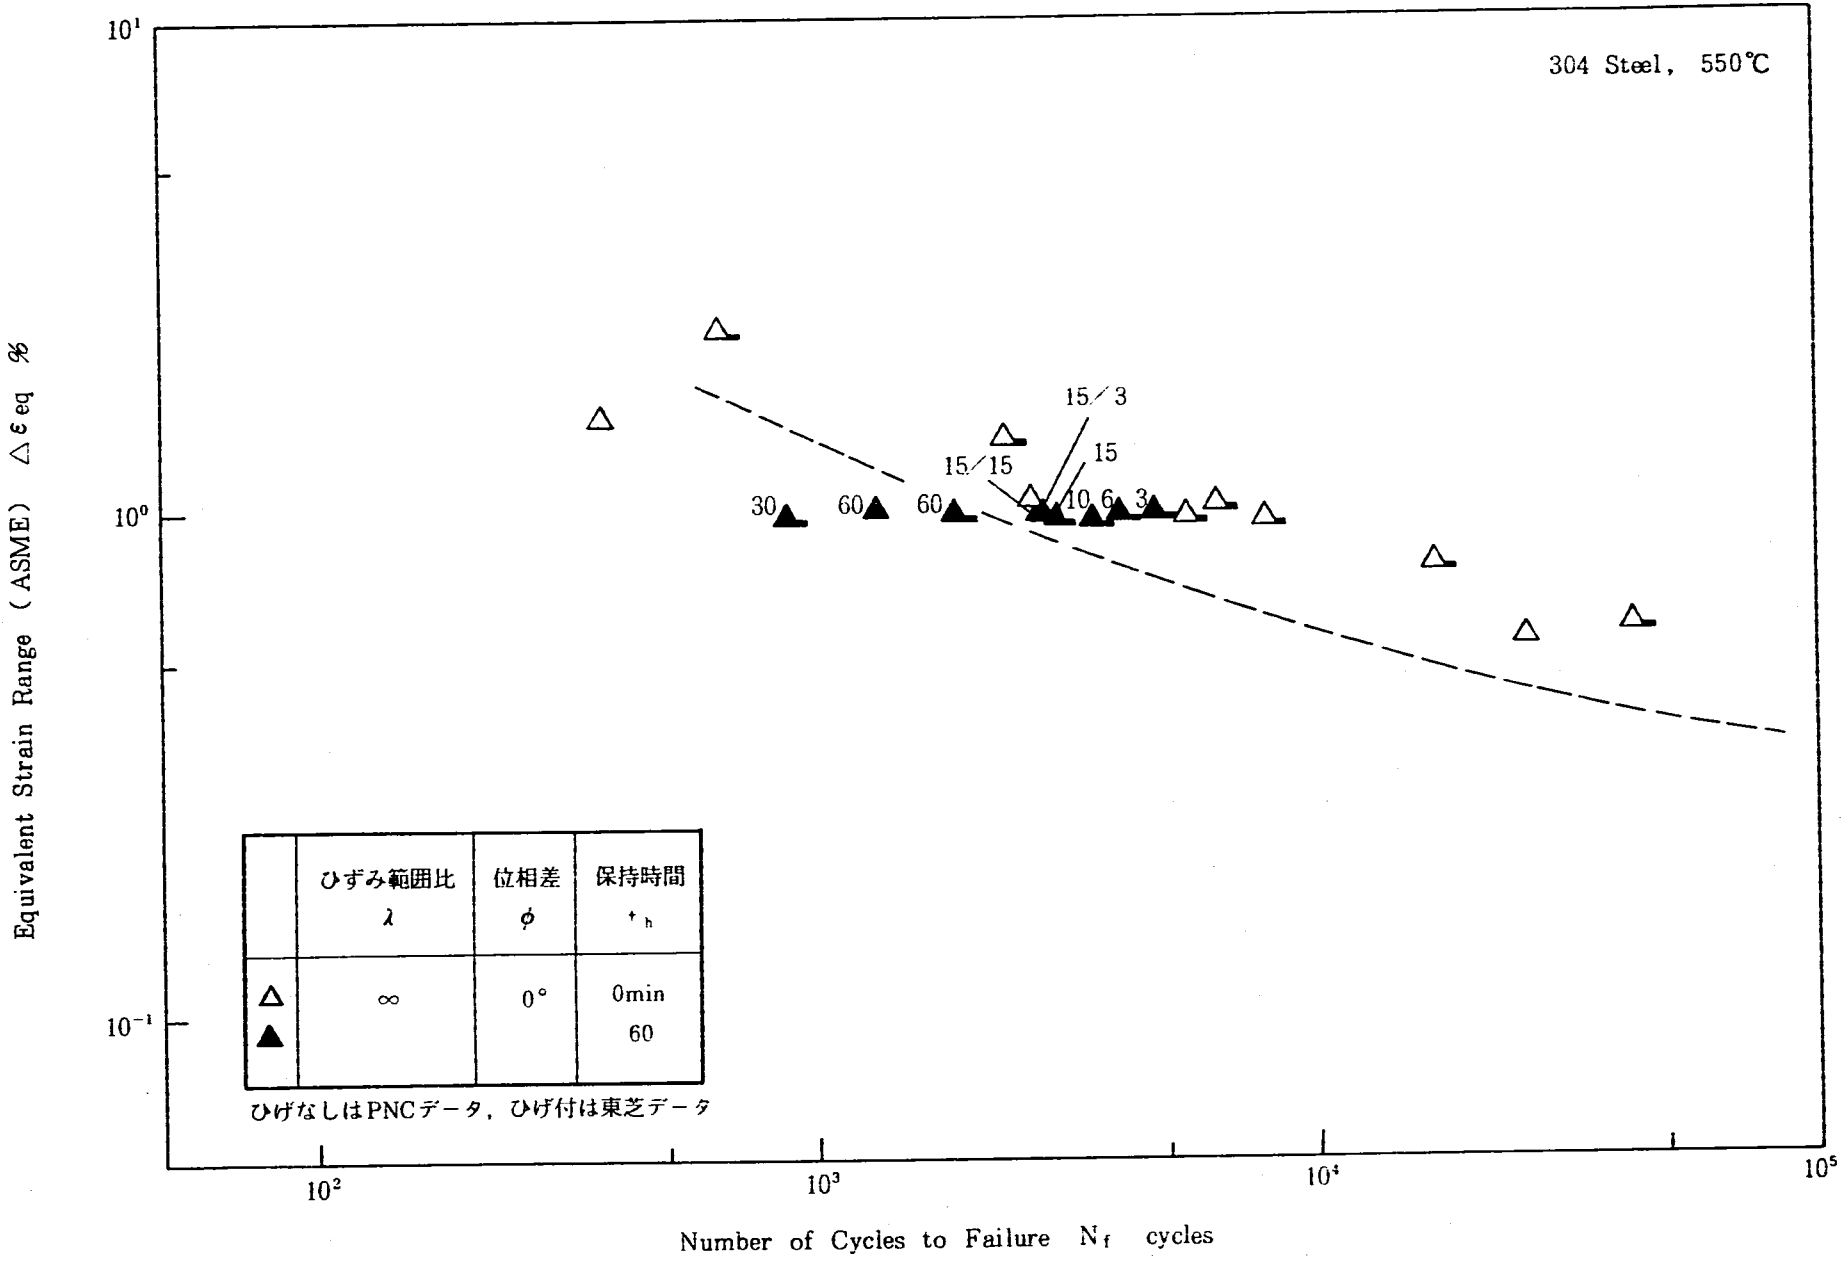 10¹
304 Steel, 550℃
15/3
15
15/15
30
60
60
10
6
3
10⁰
10⁻¹
Equivalent Strain Range (ASME) △εeq %
ひずみ範囲比 位相差 保持時間
λ φ tₕ
△ ∞ 0° 0min
▲ 60
ひげなしはPNCデータ, ひげ付は東芝データ
10² 10³ 10⁴ 10⁵
Number of Cycles to Failure Nf cycles